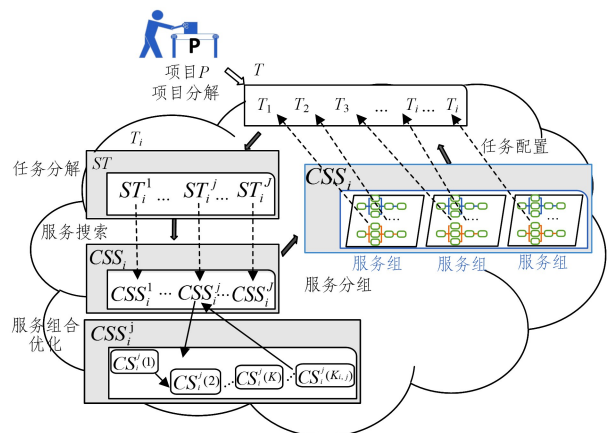 P
项目P
项目分解
T
T₁ T₂ T₃ ... Tᵢ ... Tᵢ
Tᵢ
任务分解
ST
STᵢ¹ ... STᵢʲ ... STᵢᴶ
任务配置
CSSᵢ
....
....
....
服务组
服务组
服务组
服务搜索
CSSᵢ
CSSᵢ¹ ... CSSᵢʲ ... CSSᵢᴶ
服务分组
服务组合
优化
CSSᵢʲ
CSᵢʲ(1)
CSᵢʲ(2) ... CSᵢʲ(K) ... CSᵢʲ(Kᵢ,ⱼ)